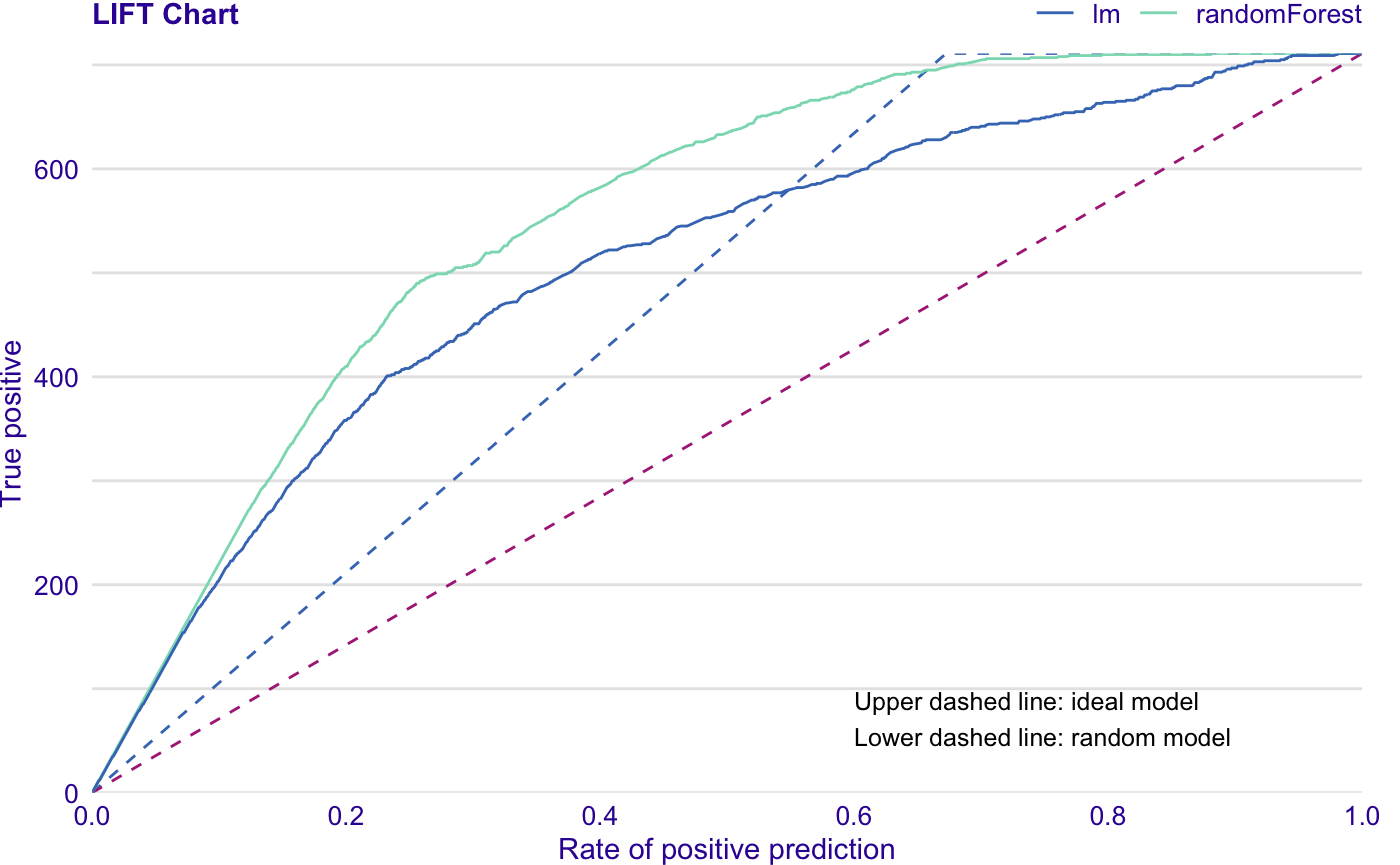 LIFT Chart
lm randomForest
True positive
600
400
200
0
0.0 0.2 0.4 0.6 0.8 1.0
Rate of positive prediction
Upper dashed line: ideal model
Lower dashed line: random model